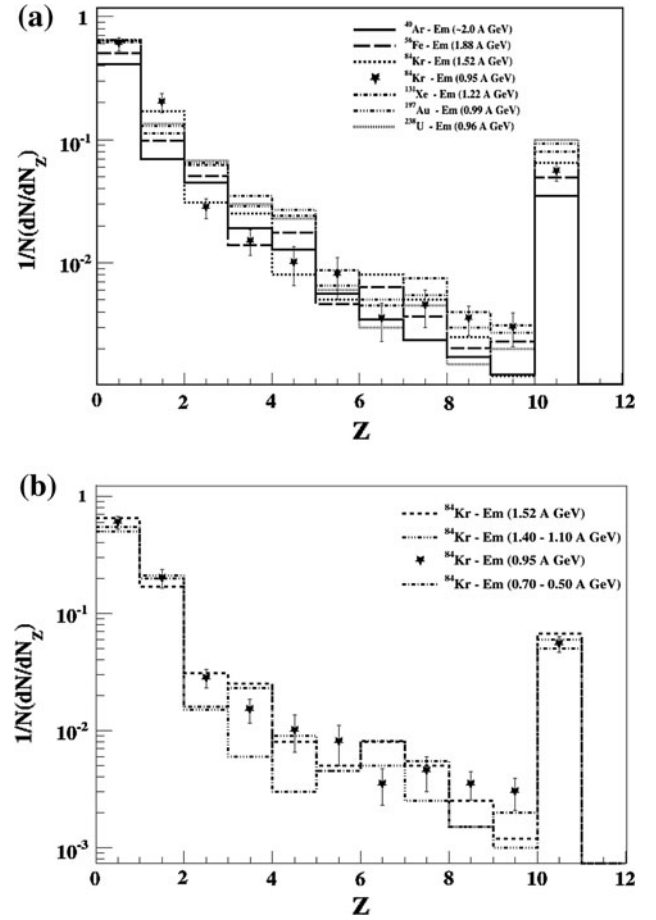 (a)
1
⁴⁰Ar - Em (~2.0 A GeV)
⁵⁶Fe - Em (1.88 A GeV)
⁸⁴Kr - Em (1.52 A GeV)
⁸⁴Kr - Em (0.95 A GeV)
¹³¹Xe - Em (1.22 A GeV)
¹⁹⁷Au - Em (0.99 A GeV)
²³⁸U - Em (0.96 A GeV)
10⁻¹
10⁻²
1/N(dN/dN_Z)
0 2 4 6 8 10 12
Z
(b)
1
⁸⁴Kr - Em (1.52 A GeV)
⁸⁴Kr - Em (1.40 - 1.10 A GeV)
⁸⁴Kr - Em (0.95 A GeV)
⁸⁴Kr - Em (0.70 - 0.50 A GeV)
10⁻¹
10⁻²
10⁻³
1/N(dN/dN_Z)
0 2 4 6 8 10 12
Z